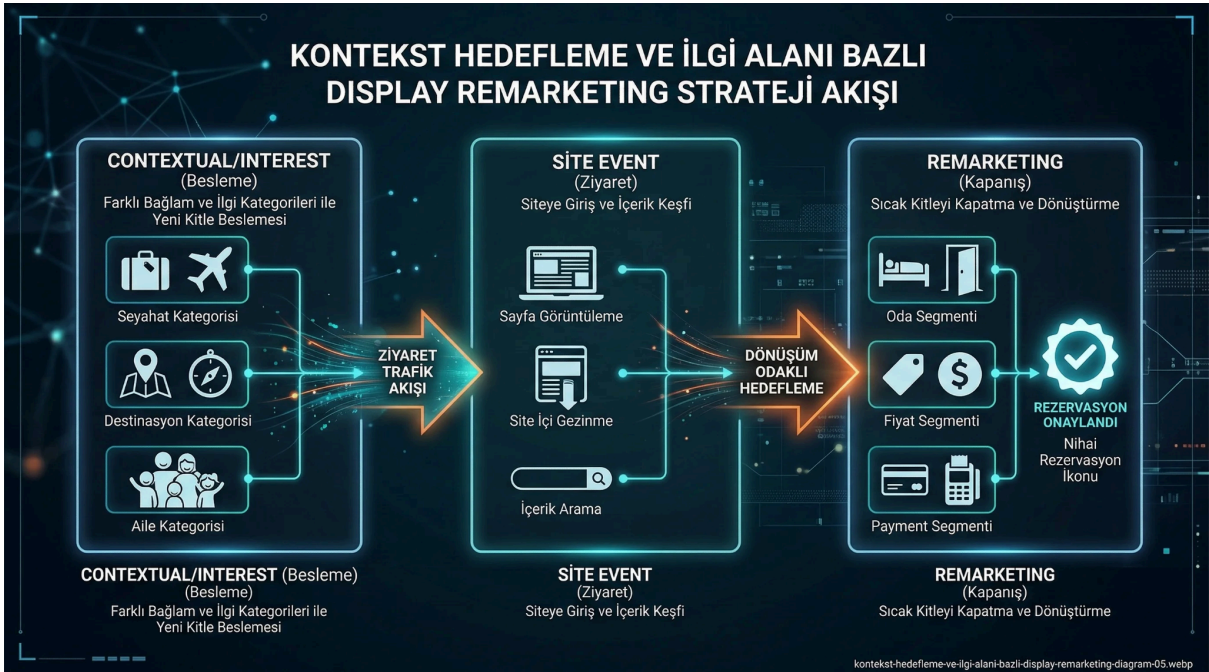 KONTEKST HEDEFLEME VE İLGİ ALANI BAZLI
DISPLAY REMARKETING STRATEJİ AKIŞI
CONTEXTUAL/INTEREST
(Besleme)
Farklı Bağlam ve İlgi Kategorileri ile
Yeni Kitle Beslemesi
Seyahat Kategorisi
Destinasyon Kategorisi
Aile Kategorisi
ZİYARET
TRAFİK
AKIŞI
SİTE EVENT
(Ziyaret)
Siteye Giriş ve İçerik Keşfi
Sayfa Görüntüleme
Site İçi Gezinme
İçerik Arama
DÖNÜŞÜM
ODAKLI
HEDEFLEME
REMARKETING
(Kapanış)
Sıcak Kitleyi Kapatma ve Dönüştürme
Oda Segmenti
$
Fiyat Segmenti
Payment Segmenti
REZERVASYON
ONAYLANDI
Nihai
Rezervasyon
İkonu
CONTEXTUAL/INTEREST (Besleme)
(Besleme)
Farklı Bağlam ve İlgi Kategorileri ile
Yeni Kitle Beslemesi
SİTE EVENT
(Ziyaret)
Siteye Giriş ve İçerik Keşfi
REMARKETING
(Kapanış)
Sıcak Kitleyi Kapatma ve Dönüştürme
kontekst-hedefleme-ve-ilgi-alani-bazli-display-remarketing-diagram-05.webp